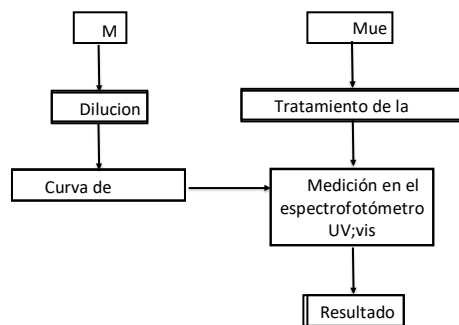 M
Mue
Dilucion
Tratamiento de la
Curva de
Medición en el
espectrofotómetro
UV;vis
Resultado